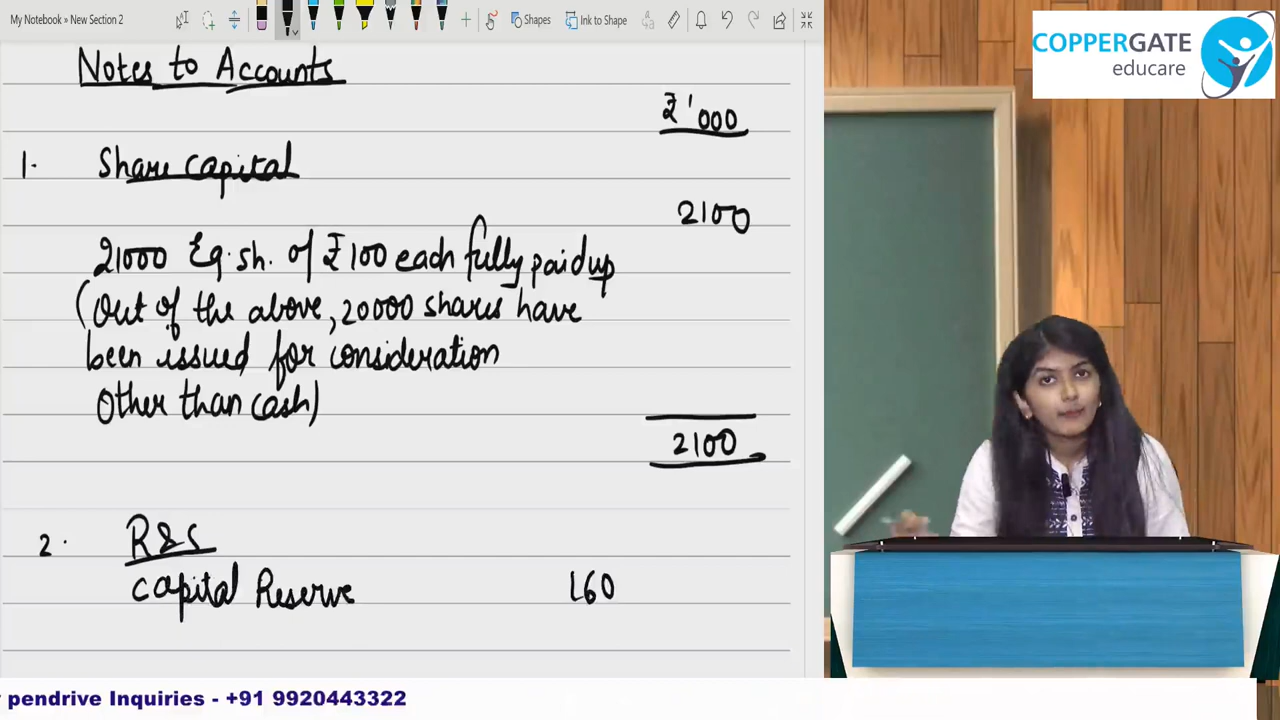 My Notebook » New Section 2
Shapes
Ink to Shape
COPPERGATE
educare
Notes to Accounts
₹'000
1. Share Capital
2100
21000 Eq. sh. of ₹100 each fully paid up
(Out of the above, 20000 shares have
been issued for consideration
other than cash)
2100
2. R&S
Capital Reserve 160
pendrive Inquiries - +91 9920443322